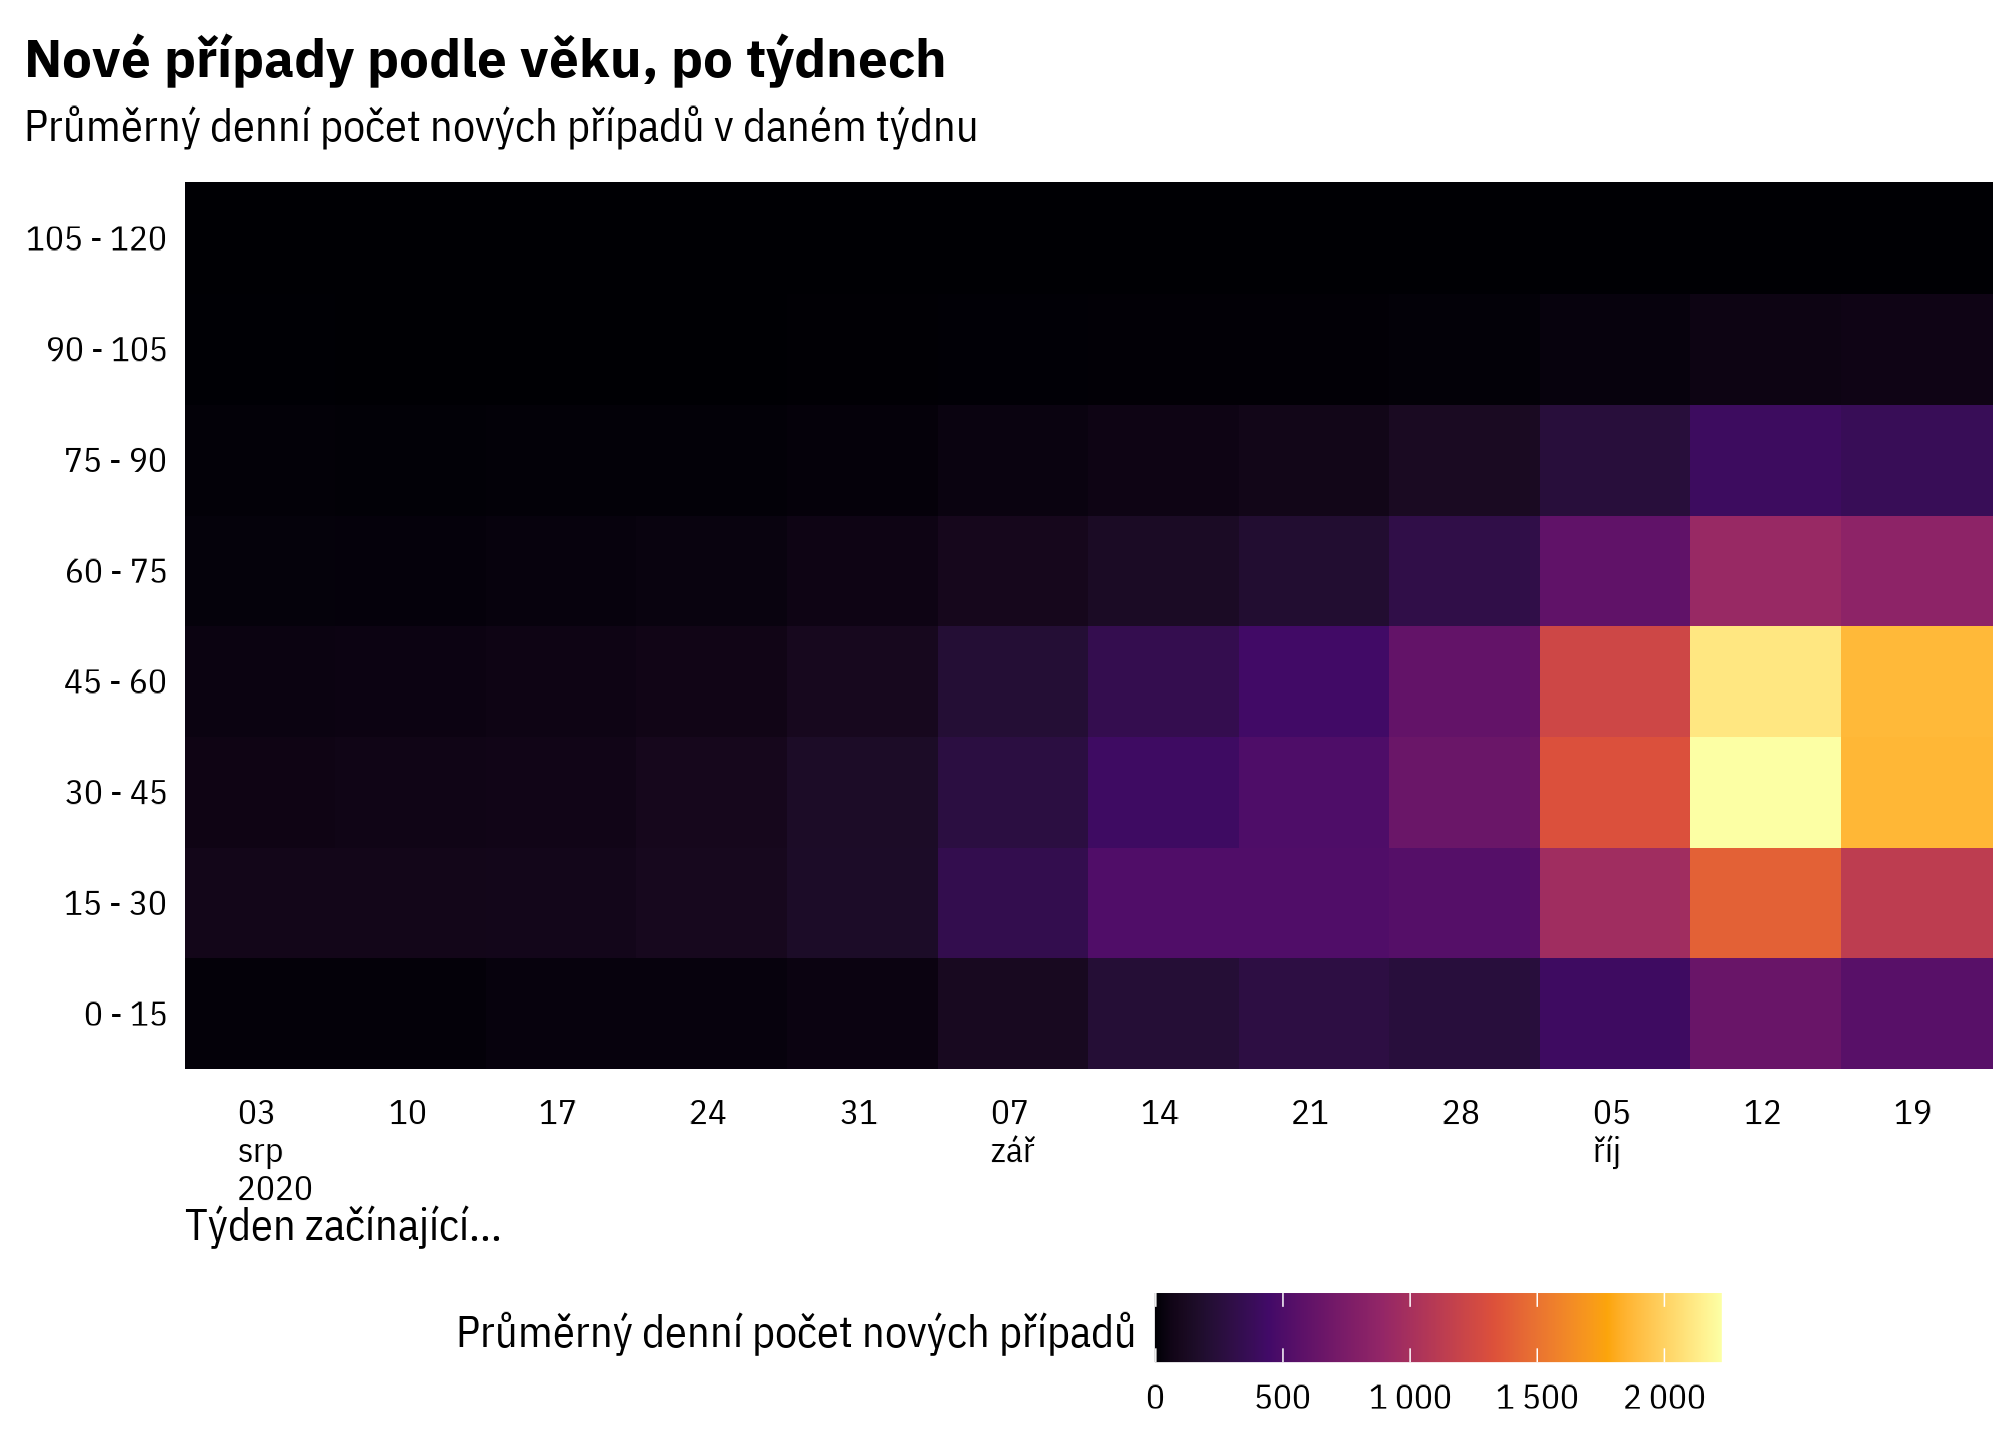 Nové případy podle věku, po týdnech
Průměrný denní počet nových případů v daném týdnu
105 - 120
90 - 105
75 - 90
60 - 75
45 - 60
30 - 45
15 - 30
0 - 15
03 10 17 24 31 07 14 21 28 05 12 19
srp zář říj
2020
Týden začínající...
Průměrný denní počet nových případů
0 500 1 000 1 500 2 000